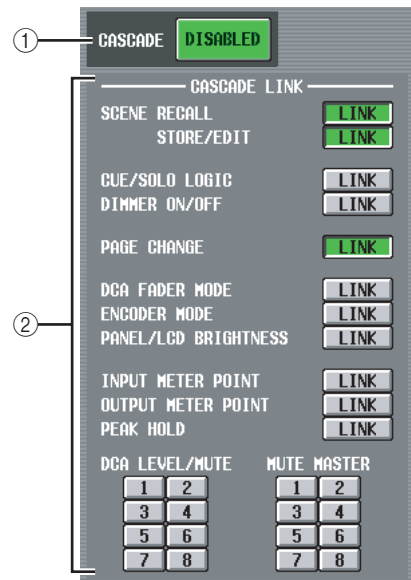 ① CASCADE DISABLED
CASCADE LINK
SCENE RECALL LINK
STORE/EDIT LINK
CUE/SOLO LOGIC LINK
DIMMER ON/OFF LINK
PAGE CHANGE LINK
DCA FADER MODE LINK
ENCODER MODE LINK
② PANEL/LCD BRIGHTNESS LINK
INPUT METER POINT LINK
OUTPUT METER POINT LINK
PEAK HOLD LINK
DCA LEVEL/MUTE MUTE MASTER
1 2 1 2
3 4 3 4
5 6 5 6
7 8 7 8